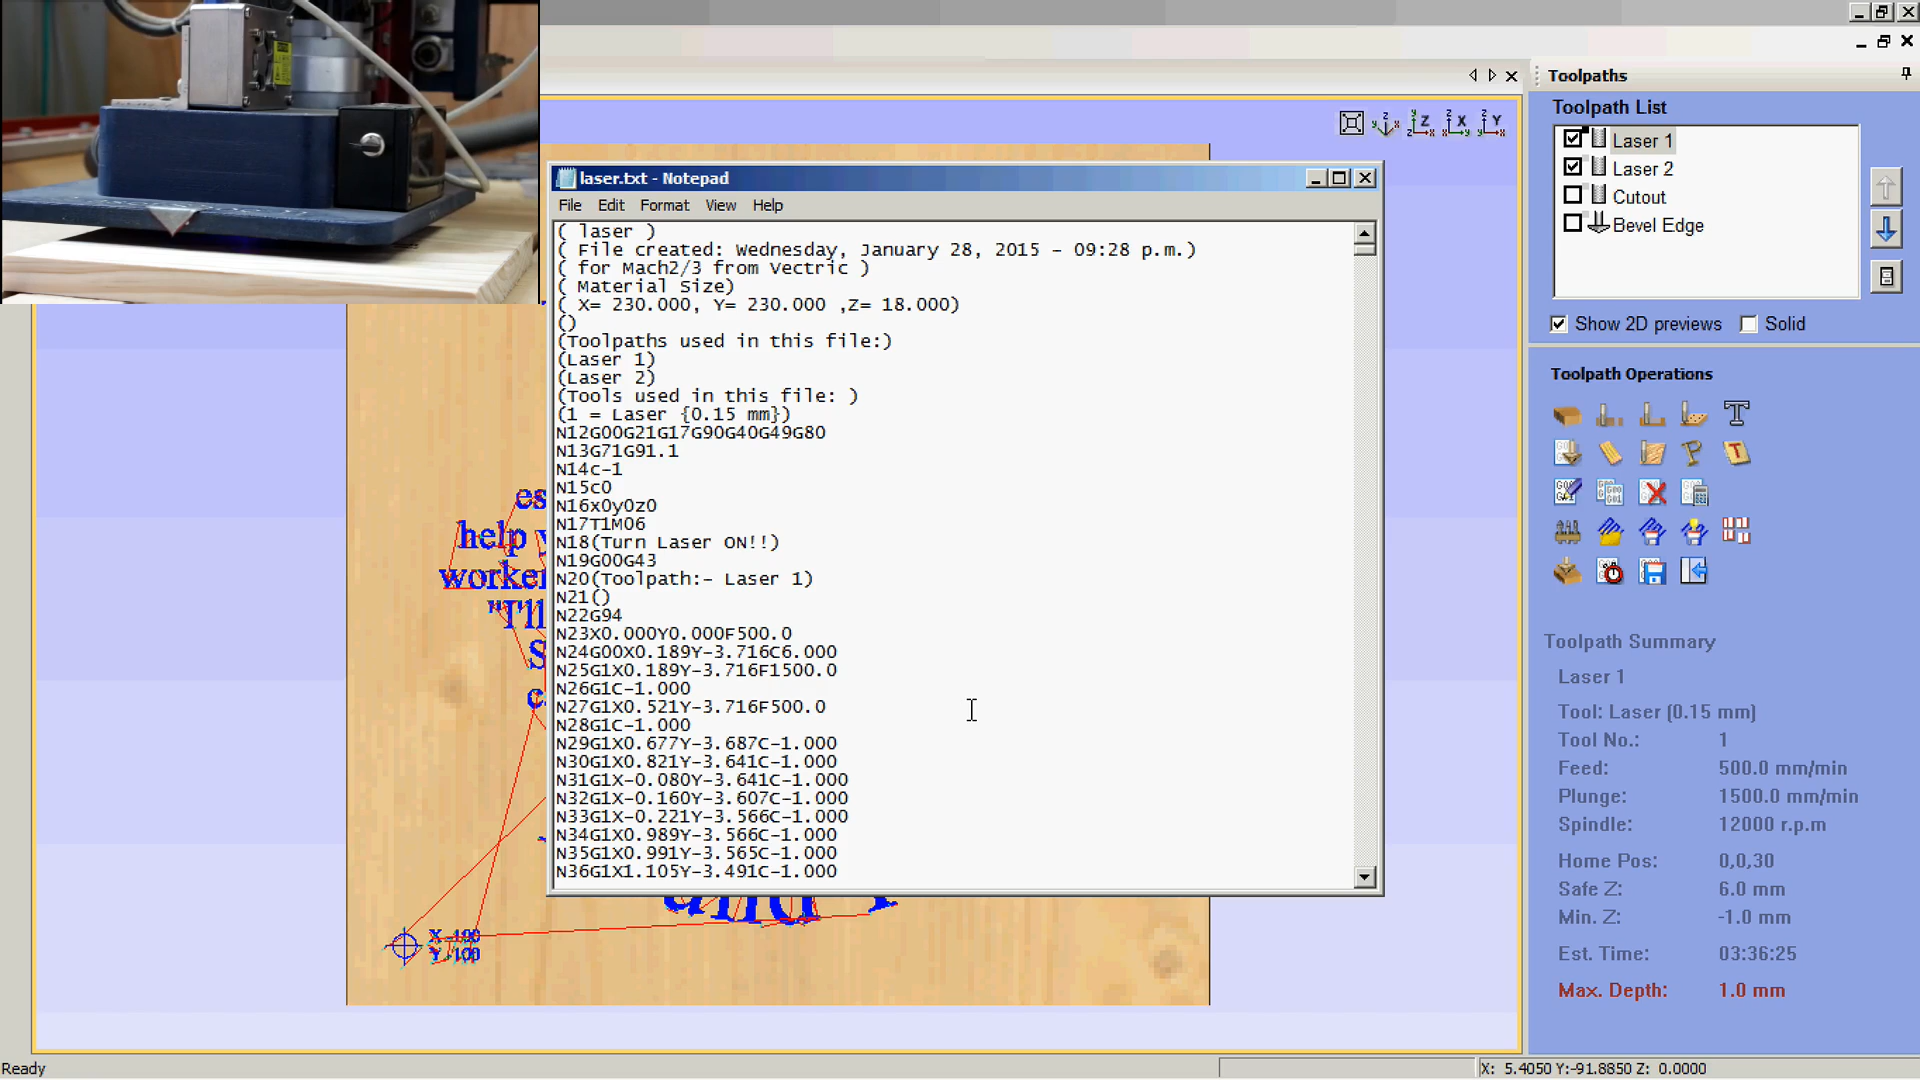 Toolpaths
Toolpath List
Laser 1
Laser 2
Cutout
Bevel Edge
Show 2D previews
Solid
Toolpath Operations
Toolpath Summary
Laser 1
Tool: Laser (0.15 mm)
Tool No.: 1
Feed: 500.0 mm/min
Plunge: 1500.0 mm/min
Spindle: 12000 r.p.m
Home Pos: 0,0,30
Safe Z: 6.0 mm
Min. Z: -1.0 mm
Est. Time: 03:36:25
Max. Depth: 1.0 mm
laser.txt - Notepad
File Edit Format View Help
( laser )
( File created: Wednesday, January 28, 2015 - 09:28 p.m.)
( for Mach2/3 from Vectric )
( Material Size)
( X= 230.000, Y= 230.000 ,Z= 18.000)
()
(Toolpaths used in this file:)
(Laser 1)
(Laser 2)
(Tools used in this file: )
(1 = Laser {0.15 mm})
N12G00G21G17G90G40G49G80
N13G71G91.1
N14c-1
N15c0
N16x0y0z0
N17T1M06
N18(Turn Laser ON!!)
N19G00G43
N20(Toolpath:- Laser 1)
N21()
N22G94
N23X0.000Y0.000F500.0
N24G00X0.189Y-3.716C6.000
N25G1X0.189Y-3.716F1500.0
N26G1C-1.000
N27G1X0.521Y-3.716F500.0
N28G1C-1.000
N29G1X0.677Y-3.687C-1.000
N30G1X0.821Y-3.641C-1.000
N31G1X-0.080Y-3.641C-1.000
N32G1X-0.160Y-3.607C-1.000
N33G1X-0.221Y-3.566C-1.000
N34G1X0.989Y-3.566C-1.000
N35G1X0.991Y-3.565C-1.000
N36G1X1.105Y-3.491C-1.000
help
worker
"I'll
Ready
X: 5.4050 Y:-91.8850 Z: 0.0000